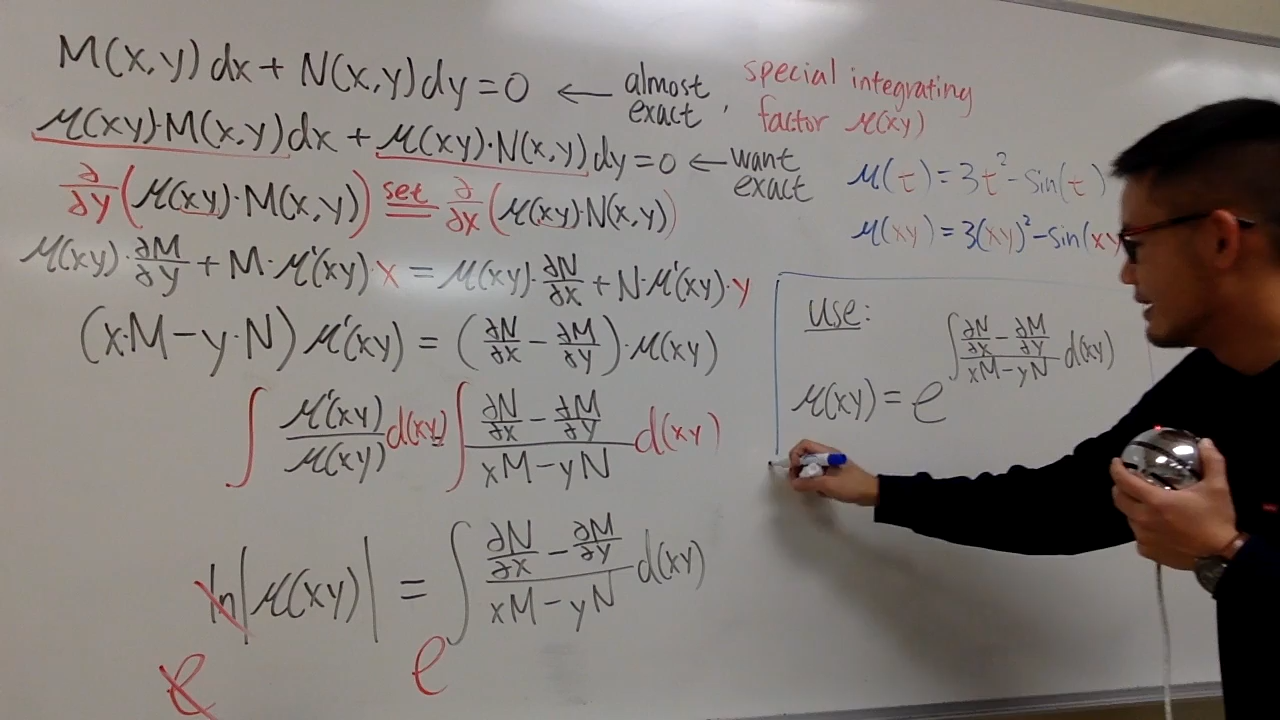 M(x,y)dx + N(x,y)dy = 0 ← almost exact, special integrating factor μ(xy)
μ(xy)·M(x,y)dx + μ(xy)·N(x,y)dy = 0 ← want exact
∂/∂y (μ(xy)·M(x,y)) set = ∂/∂x (μ(xy)·N(x,y))
μ(xy)·∂M/∂y + M·μ'(xy)·x = μ(xy)·∂N/∂x + N·μ'(xy)·y
(x·M − y·N) μ'(xy) = (∂N/∂x − ∂M/∂y)·μ(xy)
∫ μ'(xy)/μ(xy) d(xy) = ∫ (∂N/∂x − ∂M/∂y)/(xM − yN) d(xy)
e^(ln|μ(xy)|) = e^(∫ (∂N/∂x − ∂M/∂y)/(xM − yN) d(xy))
μ(t) = 3t² − sin(t)
μ(xy) = 3(xy)² − sin(xy
use:
μ(xy) = e^(∫ (∂N/∂x − ∂M/∂y)/(xM − yN) d(xy))